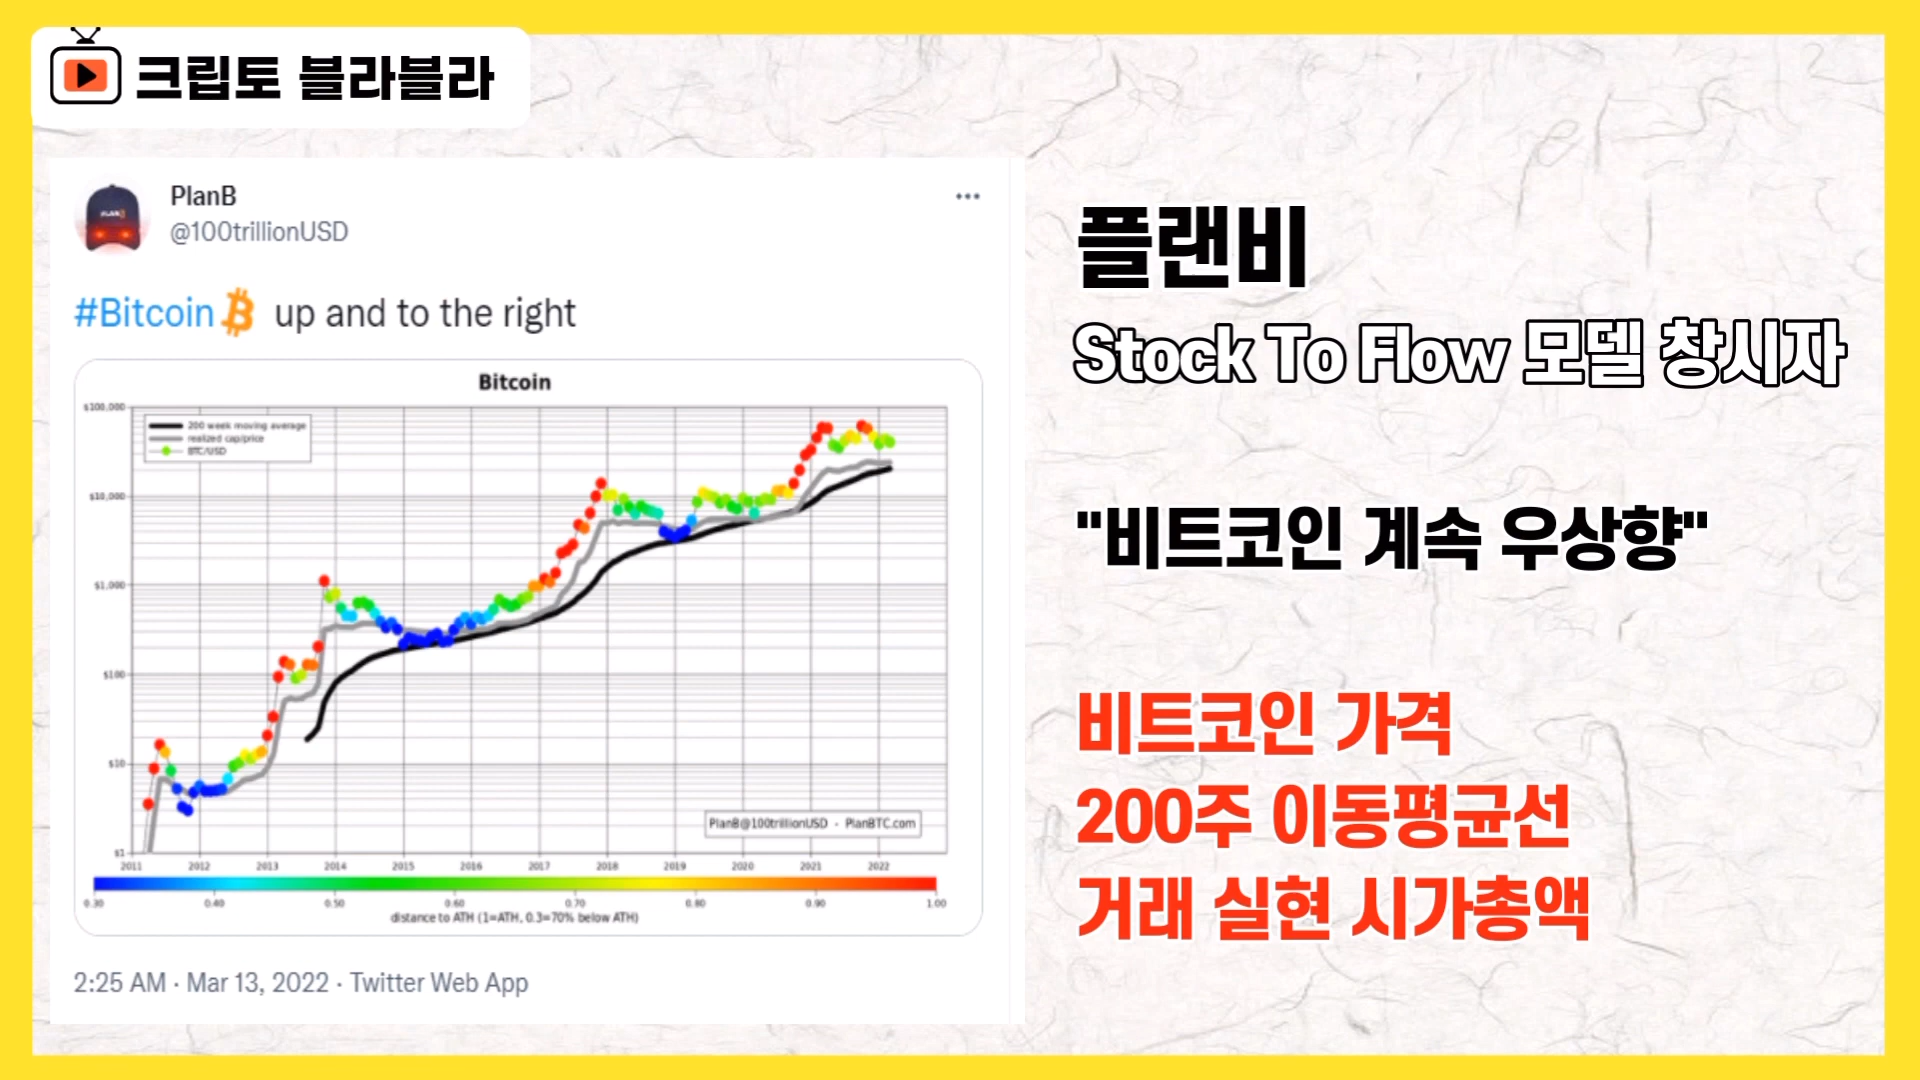 크립토 블라블라
PlanB
@100trillionUSD
#Bitcoin up and to the right
Bitcoin
200 week moving average
realized cap/price
BTC/USD
$100,000
$10,000
$1,000
$100
$10
$1
2011 2012 2013 2014 2015 2016 2017 2018 2019 2020 2021 2022
PlanB@100trillionUSD - PlanBTC.com
0.30 0.40 0.50 0.60 0.70 0.80 0.90 1.00
distance to ATH (1=ATH, 0.3=70% below ATH)
2:25 AM · Mar 13, 2022 · Twitter Web App
플랜비
Stock To Flow 모델 창시자
"비트코인 계속 우상향"
비트코인 가격
200주 이동평균선
거래 실현 시가총액